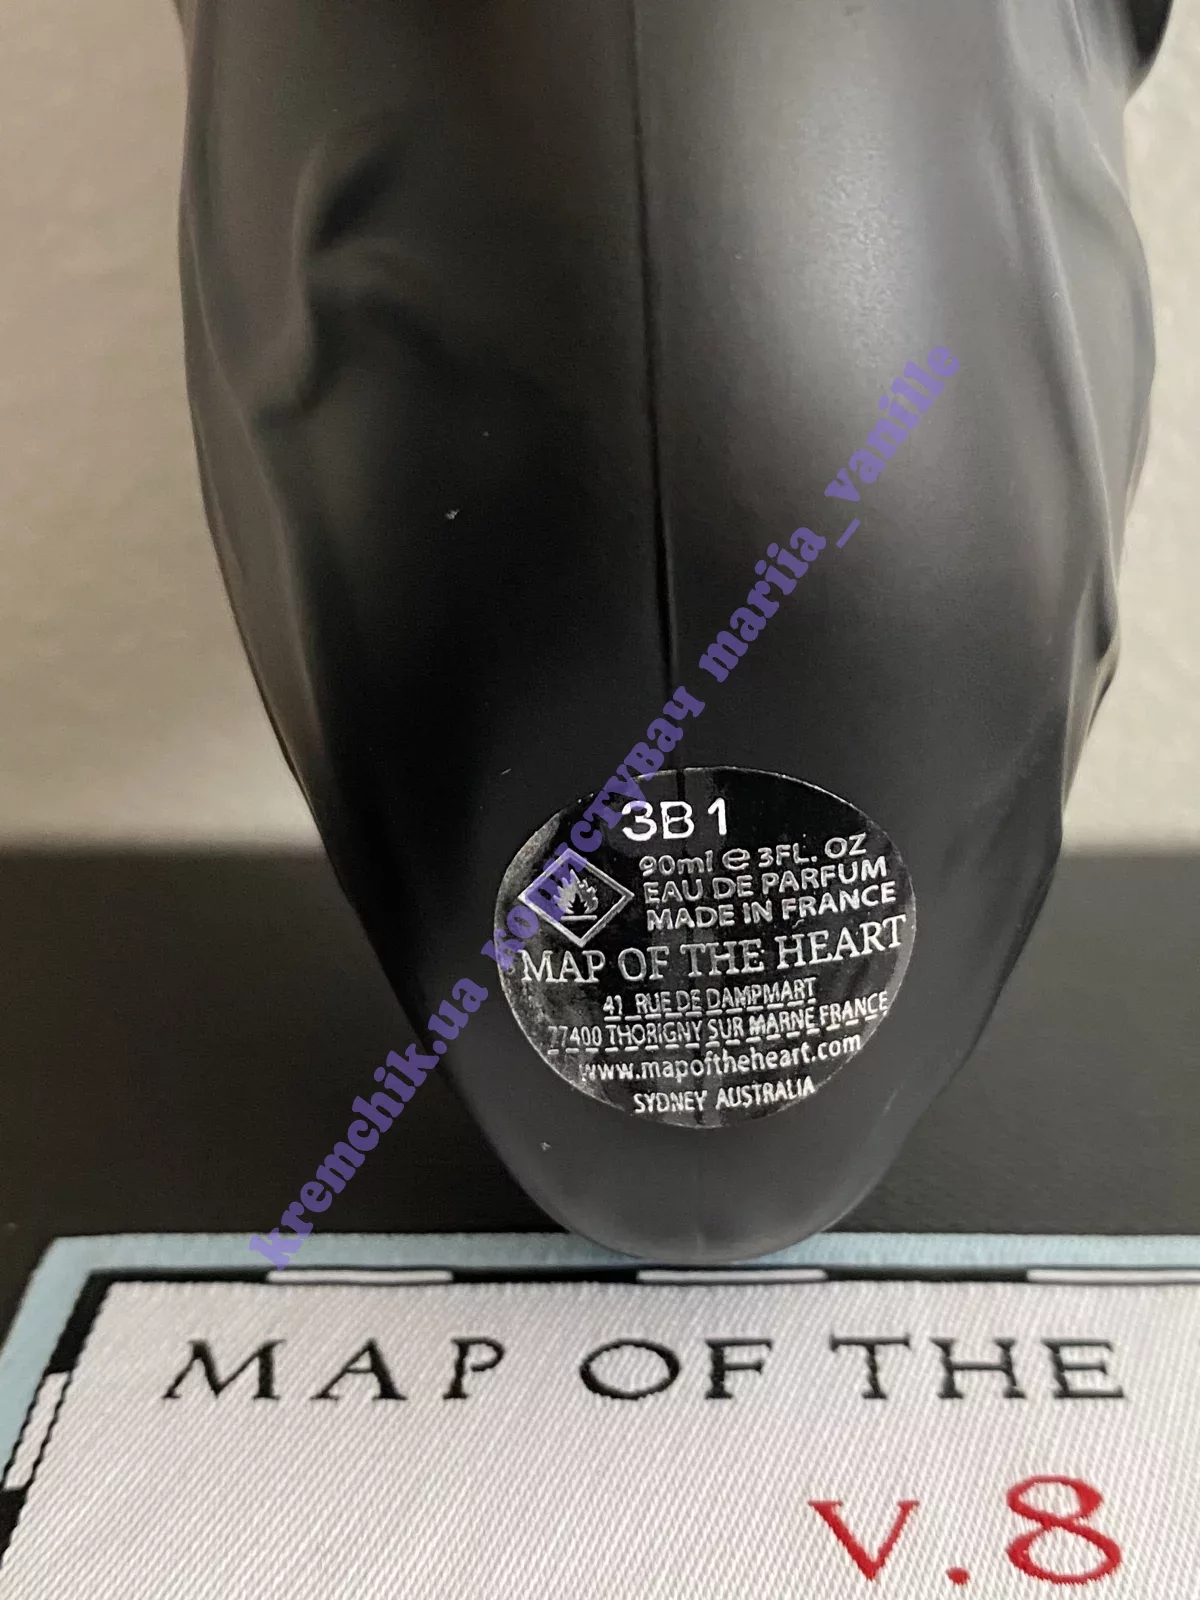 kremchik.ua користувач mariia_vanille
3B1
90ml e 3FL. OZ
EAU DE PARFUM
MADE IN FRANCE
MAP OF THE HEART
41 RUE DE DAMPMART
77400 THORIGNY SUR MARNE FRANCE
www.mapoftheheart.com
SYDNEY AUSTRALIA
MAP OF THE
v.8